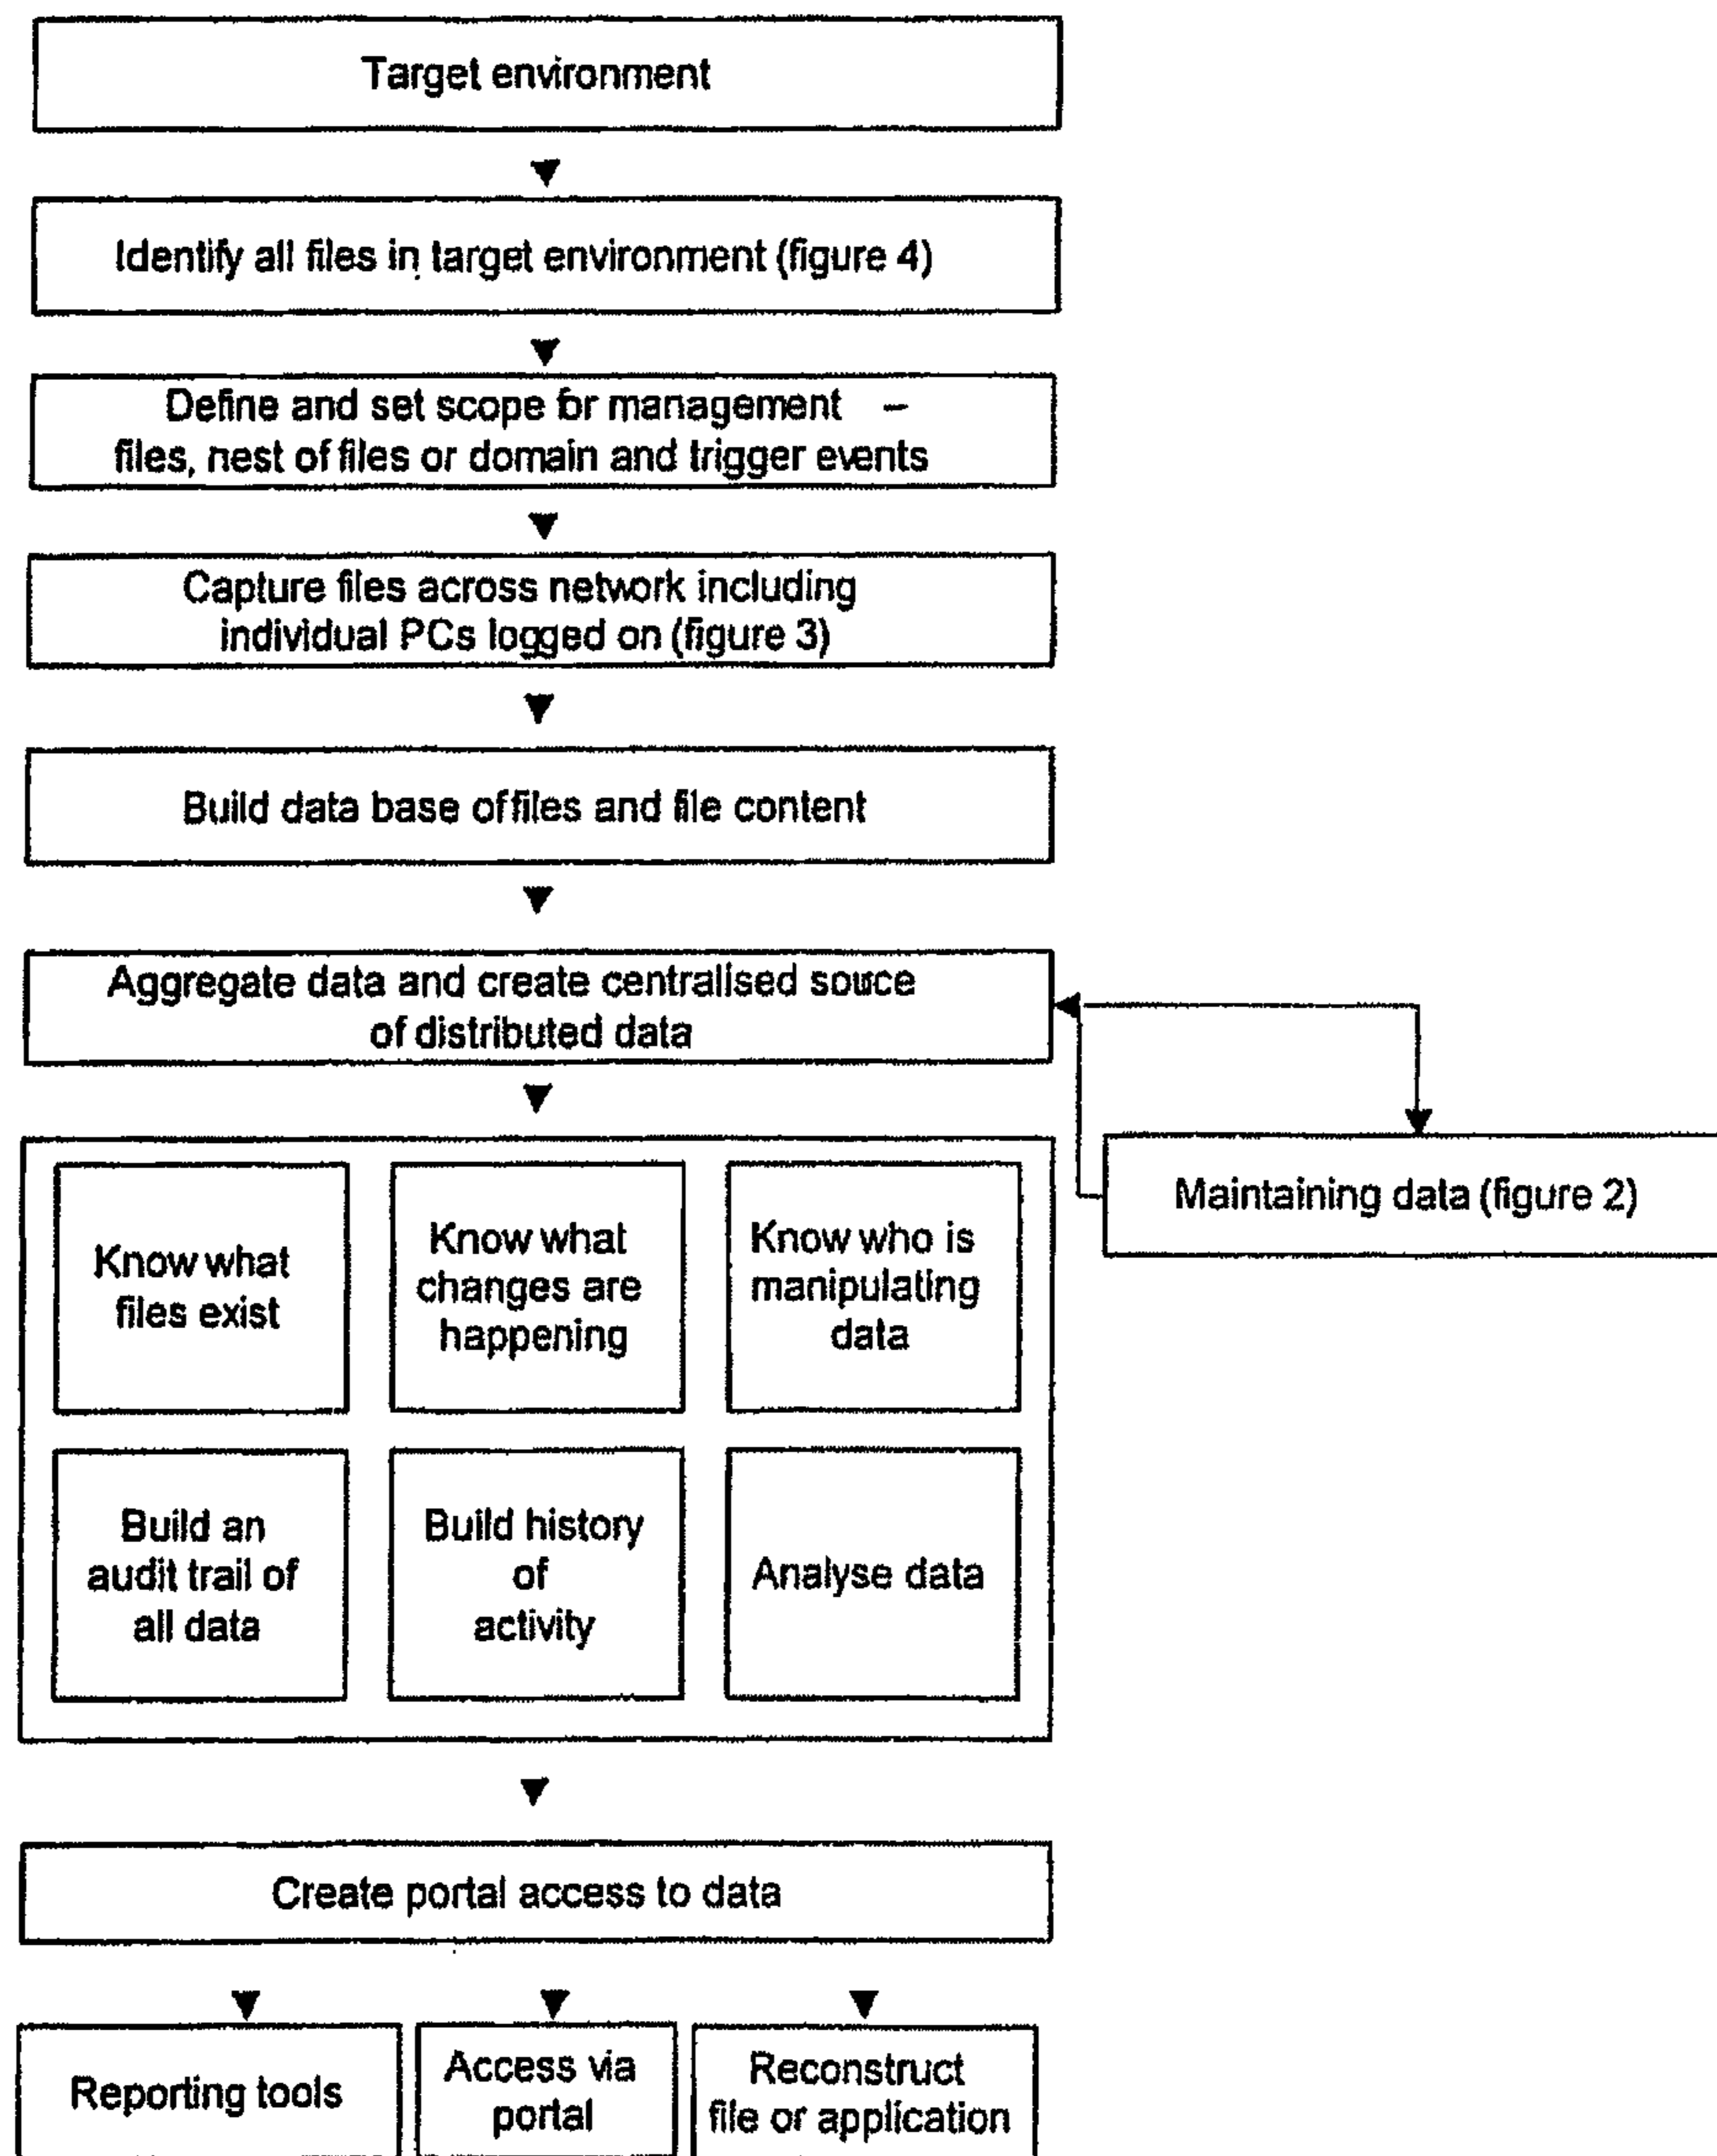 Target environment
Identify all files in target environment (figure 4)
Define and set scope for management –
files, nest of files or domain and trigger events
Capture files across network including
individual PCs logged on (figure 3)
Build data base of files and file content
Aggregate data and create centralised source
of distributed data
Maintaining data (figure 2)
Know what
files exist
Know what
changes are
happening
Know who is
manipulating
data
Build an
audit trail of
all data
Build history
of
activity
Analyse data
Create portal access to data
Reporting tools
Access via
portal
Reconstruct
file or application